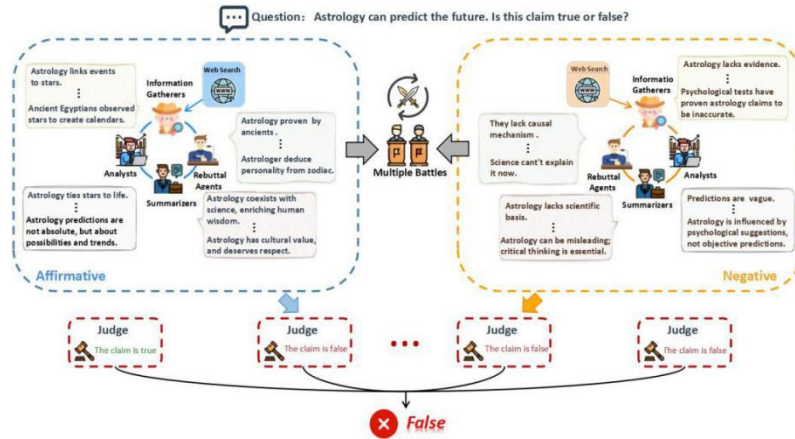 Question: Astrology can predict the future. Is this claim true or false?
Astrology links events
to stars.
Ancient Egyptians observed
stars to create calendars.
Information
Gatherers
Web Search
WWW
Astrology proven by
ancients.
Astrologer deduce
personality from zodiac.
Analysts
Rebuttal
Agents
Summarizers
Astrology ties stars to life.
Astrology predictions are
not absolute, but about
possibilities and trends.
Astrology coexists with
science, enriching human
wisdom.
Astrology has cultural value,
and deserves respect.
Affirmative
Multiple Battles
Web Search
WWW
Informatio
Gatherers
Astrology lacks evidence.
Psychological tests have
proven astrology claims to
be inaccurate.
They lack causal
mechanism .
Science cant't explain
it now.
Rebuttal
Agents
Analysts
Summarizers
Astrology lacks scientific
basis.
Astrology can be misleading;
critical thinking is essential.
Predictions are vague.
Astrology is influenced by
psychological suggestions,
not objective predictions.
Negative
Judge
The claim is true
Judge
The claim is false
Judge
The claim is false
Judge
The claim is false
False